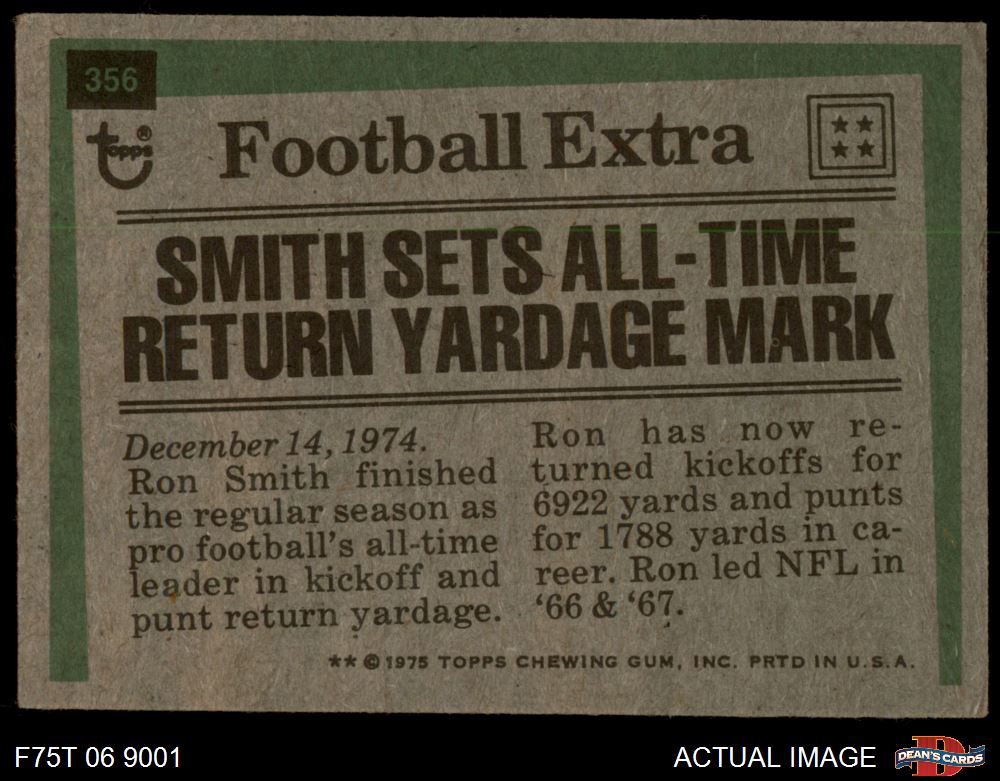 356
topps®
Football Extra
SMITH SETS ALL-TIME
RETURN YARDAGE MARK
December 14, 1974.
Ron Smith finished
the regular season as
pro football's all-time
leader in kickoff and
punt return yardage.
Ron has now re-
turned kickoffs for
6922 yards and punts
for 1788 yards in ca-
reer. Ron led NFL in
‘66 & ‘67.
** © 1975 TOPPS CHEWING GUM, INC. PRTD IN U.S.A.
F75T 06 9001
ACTUAL IMAGE
D
DEAN'S CARDS